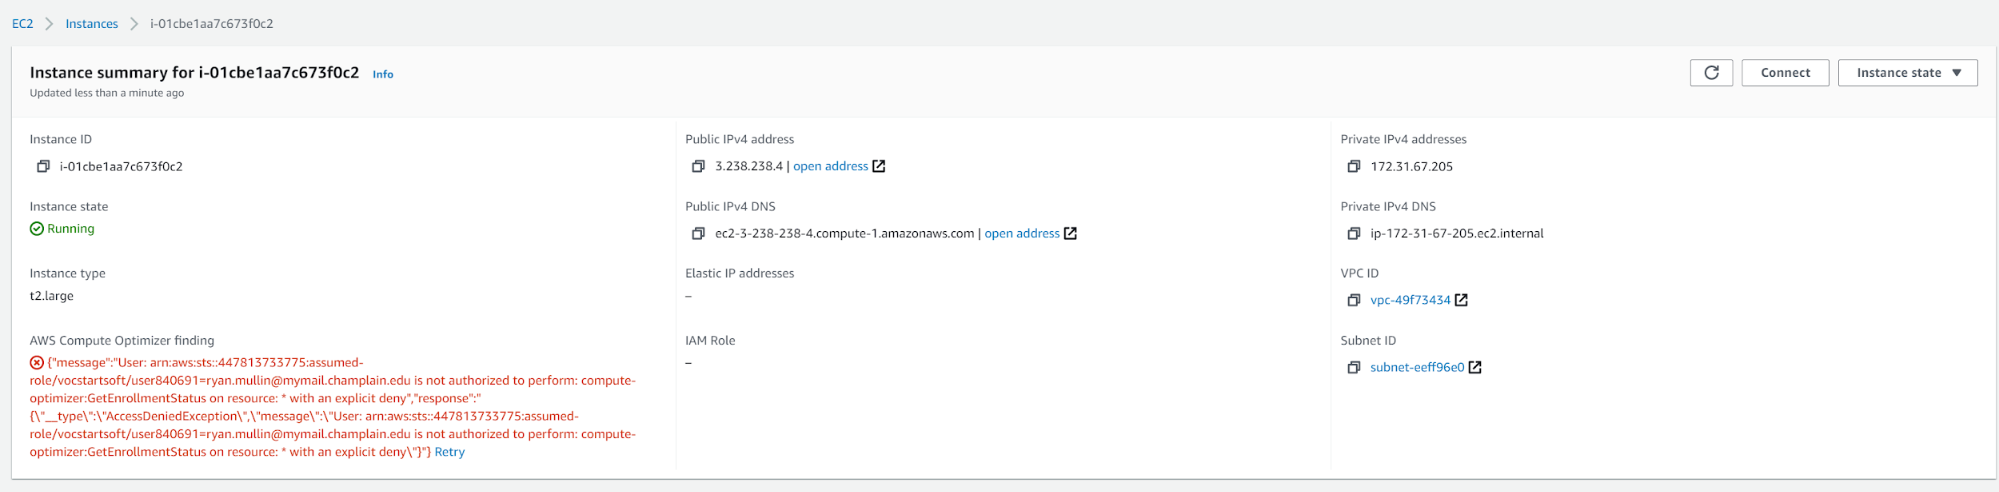 EC2 > Instances > i-01cbe1aa7c673f0c2
Instance summary for i-01cbe1aa7c673f0c2 Info
Updated less than a minute ago
Connect
Instance state
Instance ID
i-01cbe1aa7c673f0c2
Instance state
Running
Instance type
t2.large
AWS Compute Optimizer finding
{"message":"User: arn:aws:sts::447813733775:assumed-
role/vocstartsoft/user840691=ryan.mullin@mymail.champlain.edu is not authorized to perform: compute-
optimizer:GetEnrollmentStatus on resource: * with an explicit deny","response":"
{\"__type\":\"AccessDeniedException\",\"message\":\"User: arn:aws:sts::447813733775:assumed-
role/vocstartsoft/user840691=ryan.mullin@mymail.champlain.edu is not authorized to perform: compute-
optimizer:GetEnrollmentStatus on resource: * with an explicit deny\"}"} Retry
Public IPv4 address
3.238.238.4 | open address
Public IPv4 DNS
ec2-3-238-238-4.compute-1.amazonaws.com | open address
Elastic IP addresses
–
IAM Role
–
Private IPv4 addresses
172.31.67.205
Private IPv4 DNS
ip-172-31-67-205.ec2.internal
VPC ID
vpc-49f73434
Subnet ID
subnet-eeff96e0